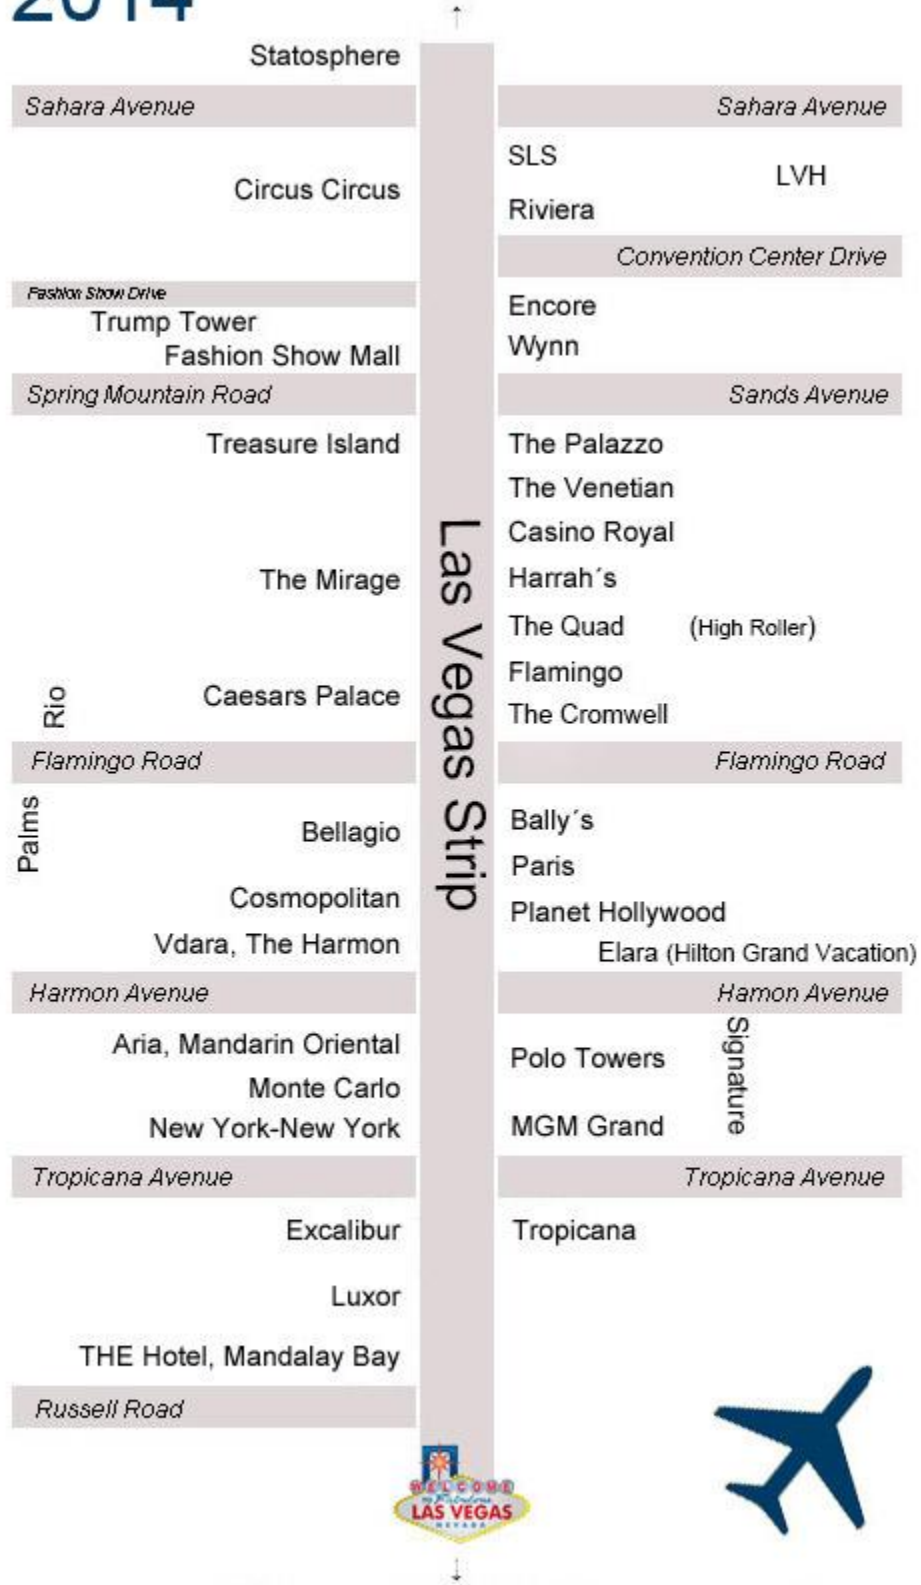 2014
Statosphere
Sahara Avenue
Sahara Avenue
SLS
LVH
Circus Circus
Riviera
Convention Center Drive
Fashion Show Drive
Encore
Trump Tower
Wynn
Fashion Show Mall
Spring Mountain Road
Sands Avenue
Treasure Island
The Palazzo
The Venetian
Las Vegas Strip
Casino Royal
The Mirage
Harrah´s
The Quad (High Roller)
Flamingo
Rio
Caesars Palace
The Cromwell
Flamingo Road
Flamingo Road
Palms
Bellagio
Bally´s
Paris
Cosmopolitan
Planet Hollywood
Vdara, The Harmon
Elara (Hilton Grand Vacation)
Harmon Avenue
Hamon Avenue
Signature
Aria, Mandarin Oriental
Polo Towers
Monte Carlo
New York-New York
MGM Grand
Tropicana Avenue
Tropicana Avenue
Excalibur
Tropicana
Luxor
THE Hotel, Mandalay Bay
Russell Road
WELCOME
to Fabulous
LAS VEGAS
NEVADA